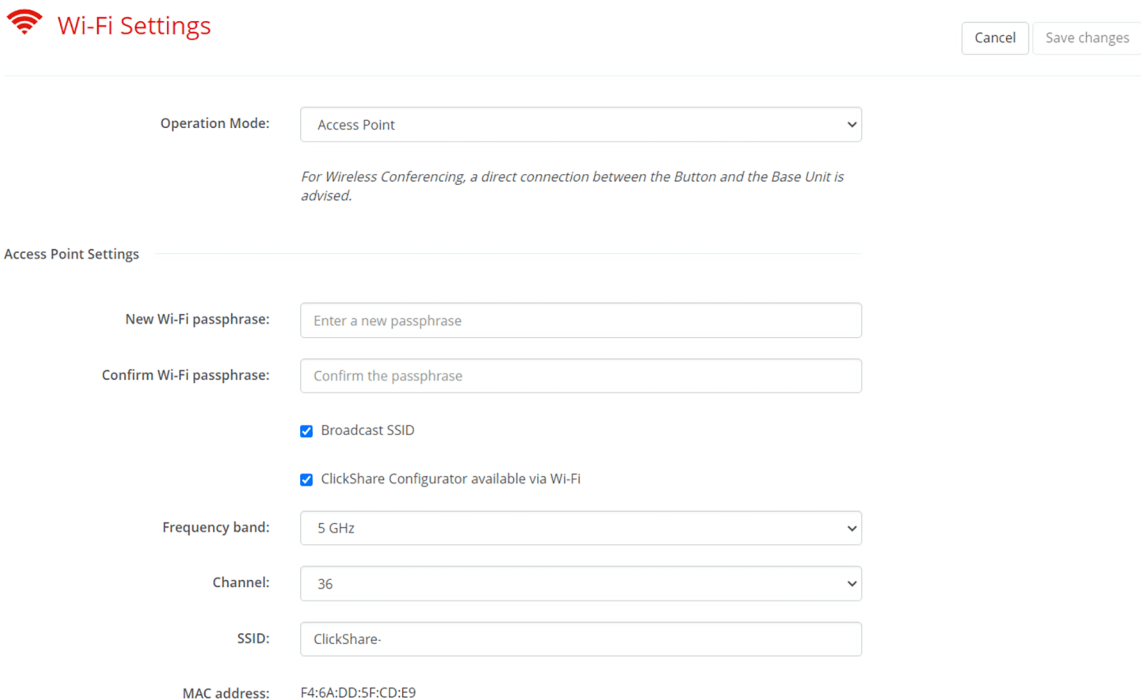 Wi-Fi Settings
Cancel
Save changes
Operation Mode:
Access Point
For Wireless Conferencing, a direct connection between the Button and the Base Unit is
advised.
Access Point Settings
New Wi-Fi passphrase:
Enter a new passphrase
Confirm Wi-Fi passphrase:
Confirm the passphrase
Broadcast SSID
ClickShare Configurator available via Wi-Fi
Frequency band:
5 GHz
Channel:
36
SSID:
ClickShare-
MAC address:
F4:6A:DD:5F:CD:E9